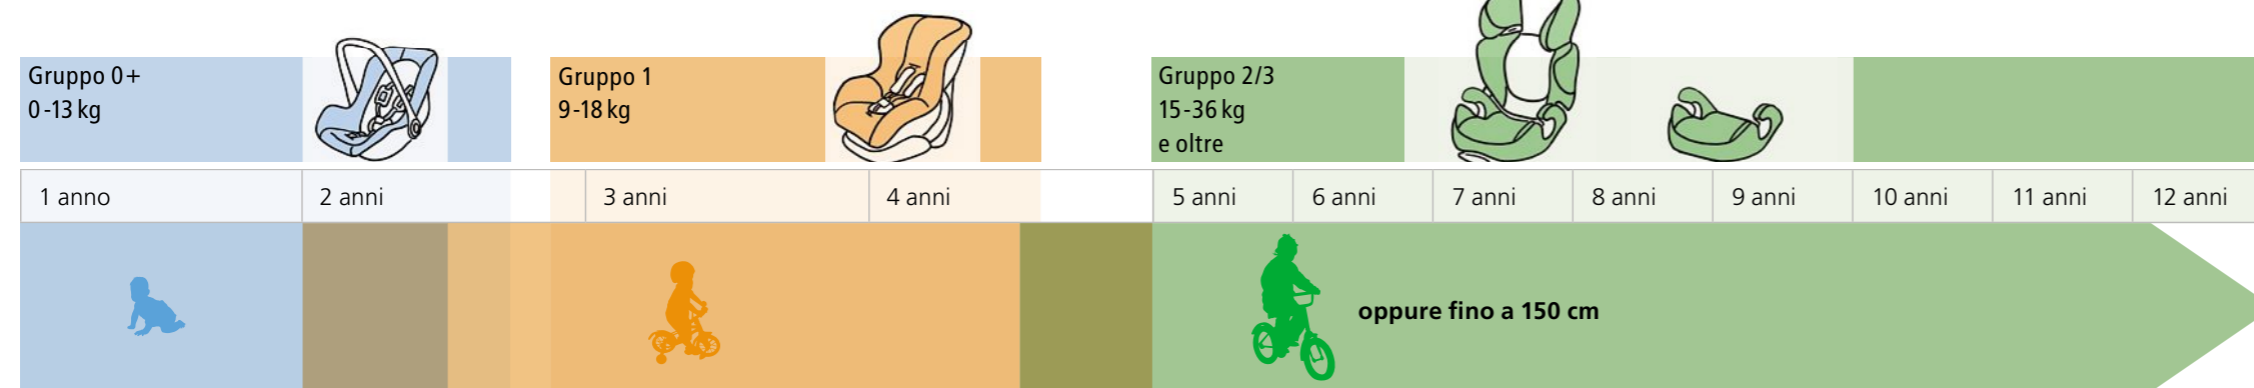 Gruppo 0+
0-13 kg
Gruppo 1
9-18 kg
Gruppo 2/3
15-36 kg
e oltre
1 anno
2 anni
3 anni
4 anni
5 anni
6 anni
7 anni
8 anni
9 anni
10 anni
11 anni
12 anni
oppure fino a 150 cm